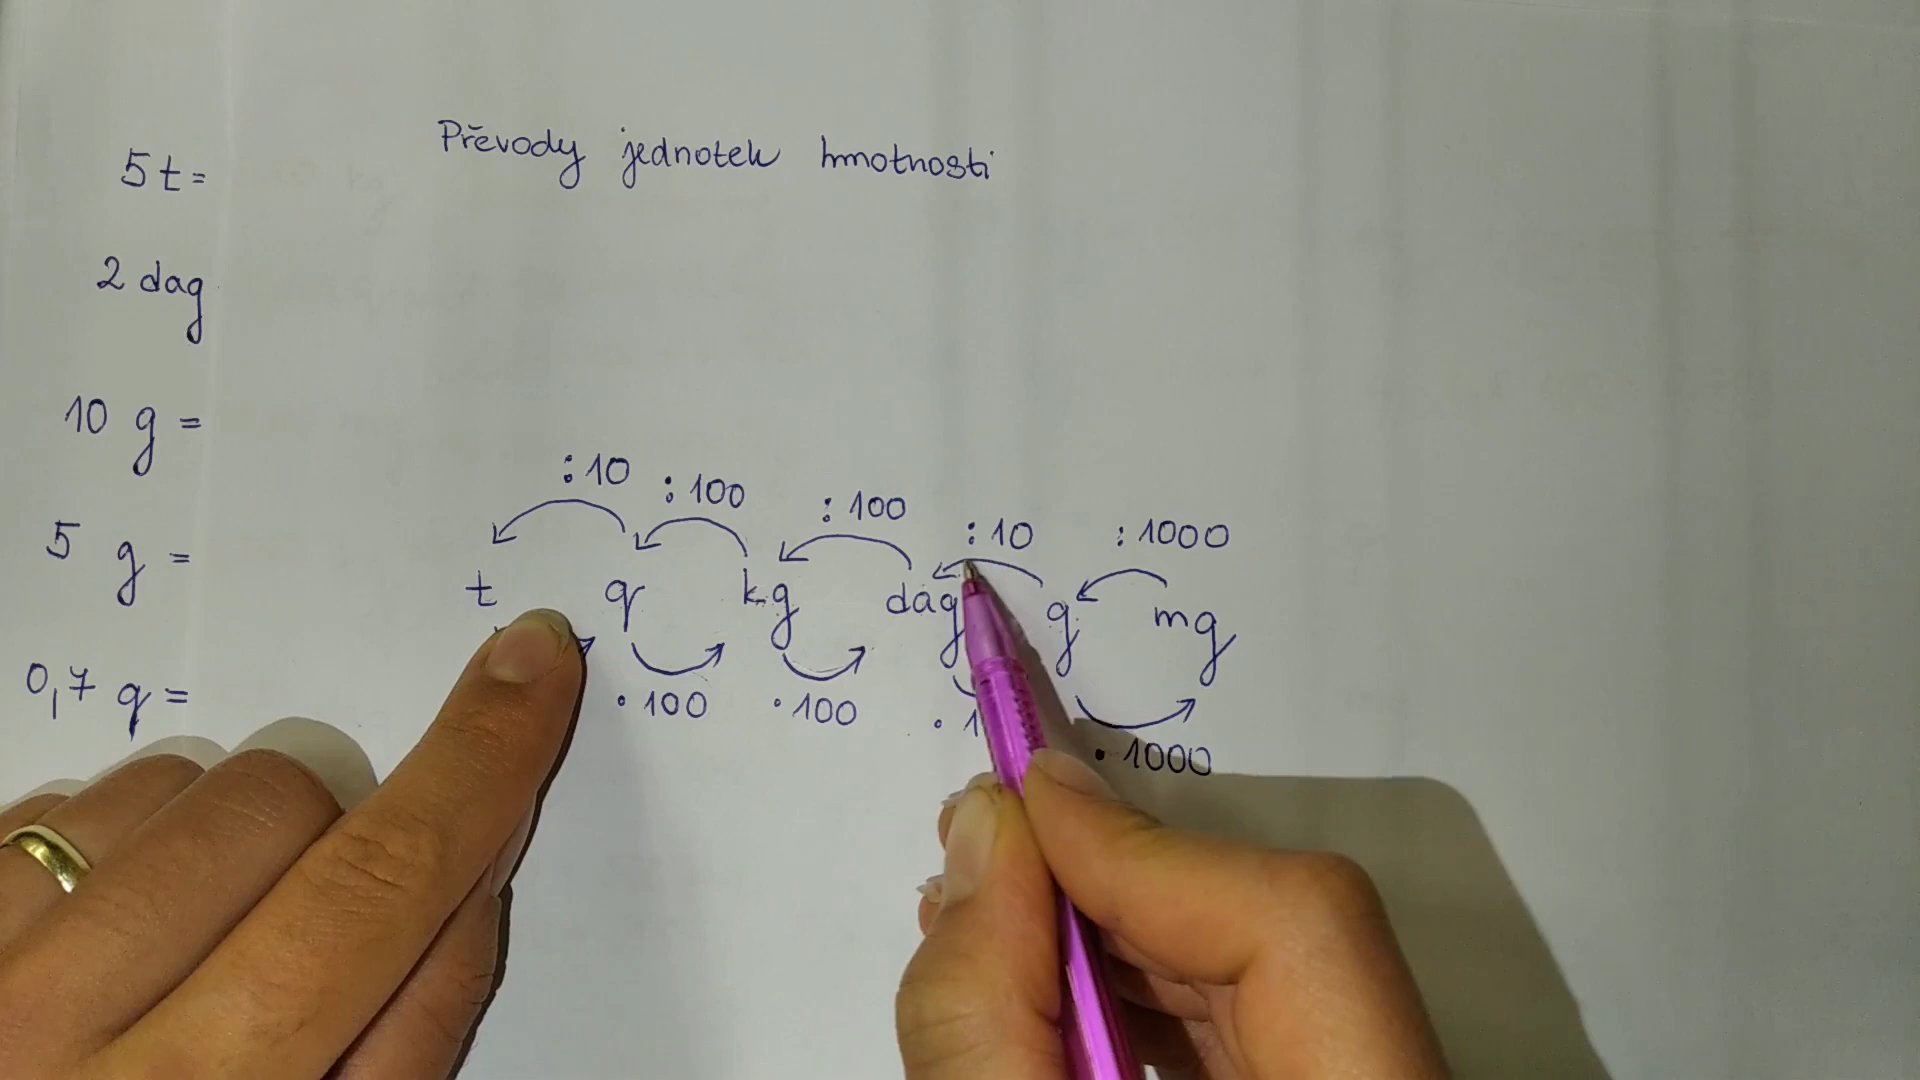 Převody jednotek hmotnosti
5 t =
2 dag
10 g =
5 g =
0,7 q =
:10 :100 :100 :10 :1000
t q kg dag g mg
·100 ·100 ·1000